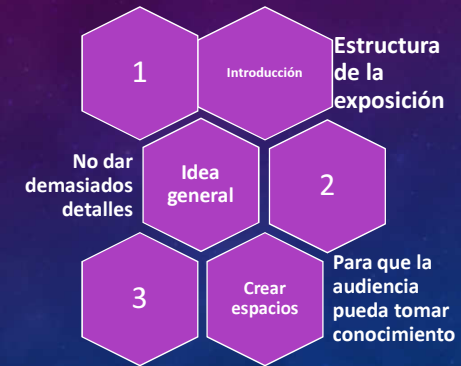 1
Introducción
Estructura
de la
exposición
No dar
demasiados
detalles
Idea
general
2
3
Crear
espacios
Para que la
audiencia
pueda tomar
conocimiento